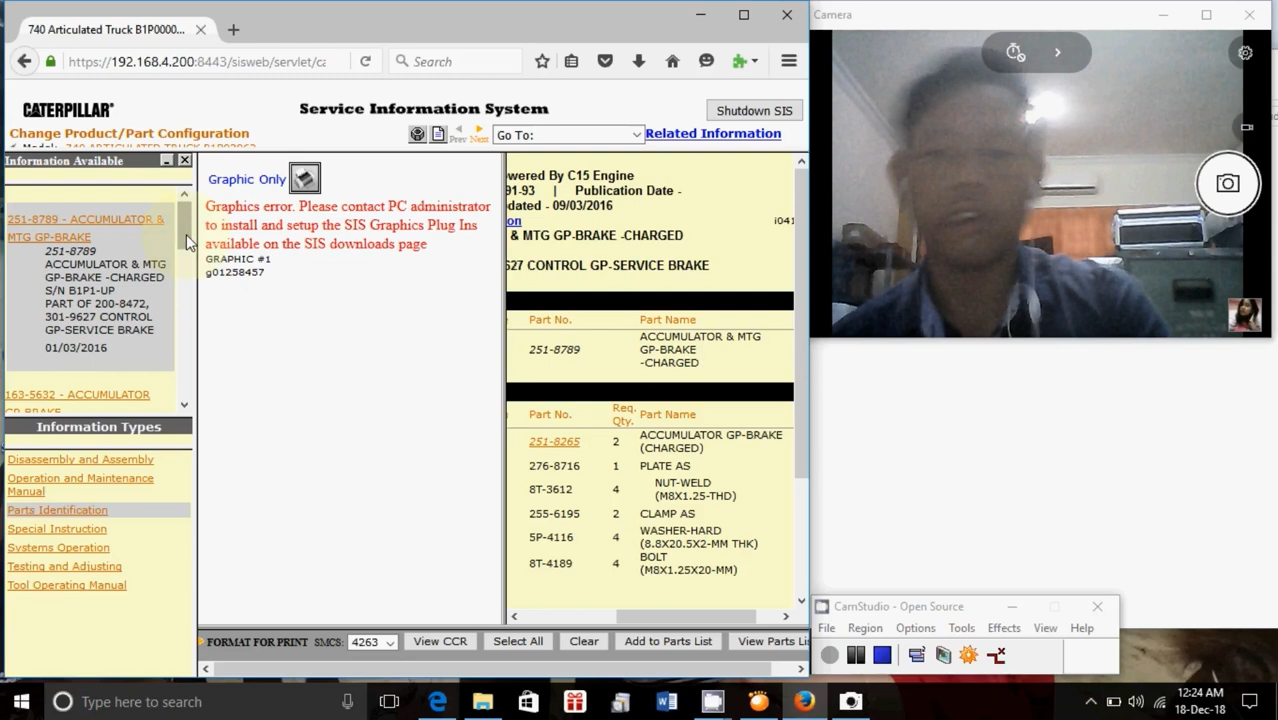 740 Articulated Truck B1P0000...
https://192.168.4.200:8443/sisweb/servlet/ca
Search
CATERPILLAR®
Service Information System
Shutdown SIS
Change Product/Part Configuration
Prev
Next
Go To:
Related Information
Information Available
251-8789 - ACCUMULATOR &
MTG GP-BRAKE
251-8789
ACCUMULATOR & MTG
GP-BRAKE -CHARGED
S/N B1P1-UP
PART OF 200-8472,
301-9627 CONTROL
GP-SERVICE BRAKE
01/03/2016
163-5632 - ACCUMULATOR
GP-BRAKE
Information Types
Disassembly and Assembly
Operation and Maintenance
Manual
Parts Identification
Special Instruction
Systems Operation
Testing and Adjusting
Tool Operating Manual
Graphic Only
Graphics error. Please contact PC administrator
to install and setup the SIS Graphics Plug Ins
available on the SIS downloads page
GRAPHIC #1
g01258457
owered By C15 Engine
91-93 | Publication Date -
odated - 09/03/2016
on
i041
& MTG GP-BRAKE -CHARGED
627 CONTROL GP-SERVICE BRAKE
Part No. Part Name
251-8789 ACCUMULATOR & MTG
GP-BRAKE
-CHARGED
Part No. Req. Part Name
Qty.
251-8265 2 ACCUMULATOR GP-BRAKE
(CHARGED)
276-8716 1 PLATE AS
8T-3612 4 NUT-WELD
(M8X1.25-THD)
255-6195 2 CLAMP AS
5P-4116 4 WASHER-HARD
(8.8X20.5X2-MM THK)
8T-4189 4 BOLT
(M8X1.25X20-MM)
FORMAT FOR PRINT SMCS: 4263 View CCR Select All Clear Add to Parts List View Parts Lis
Camera
CamStudio - Open Source
File Region Options Tools Effects View Help
Type here to search
12:24 AM
18-Dec-18